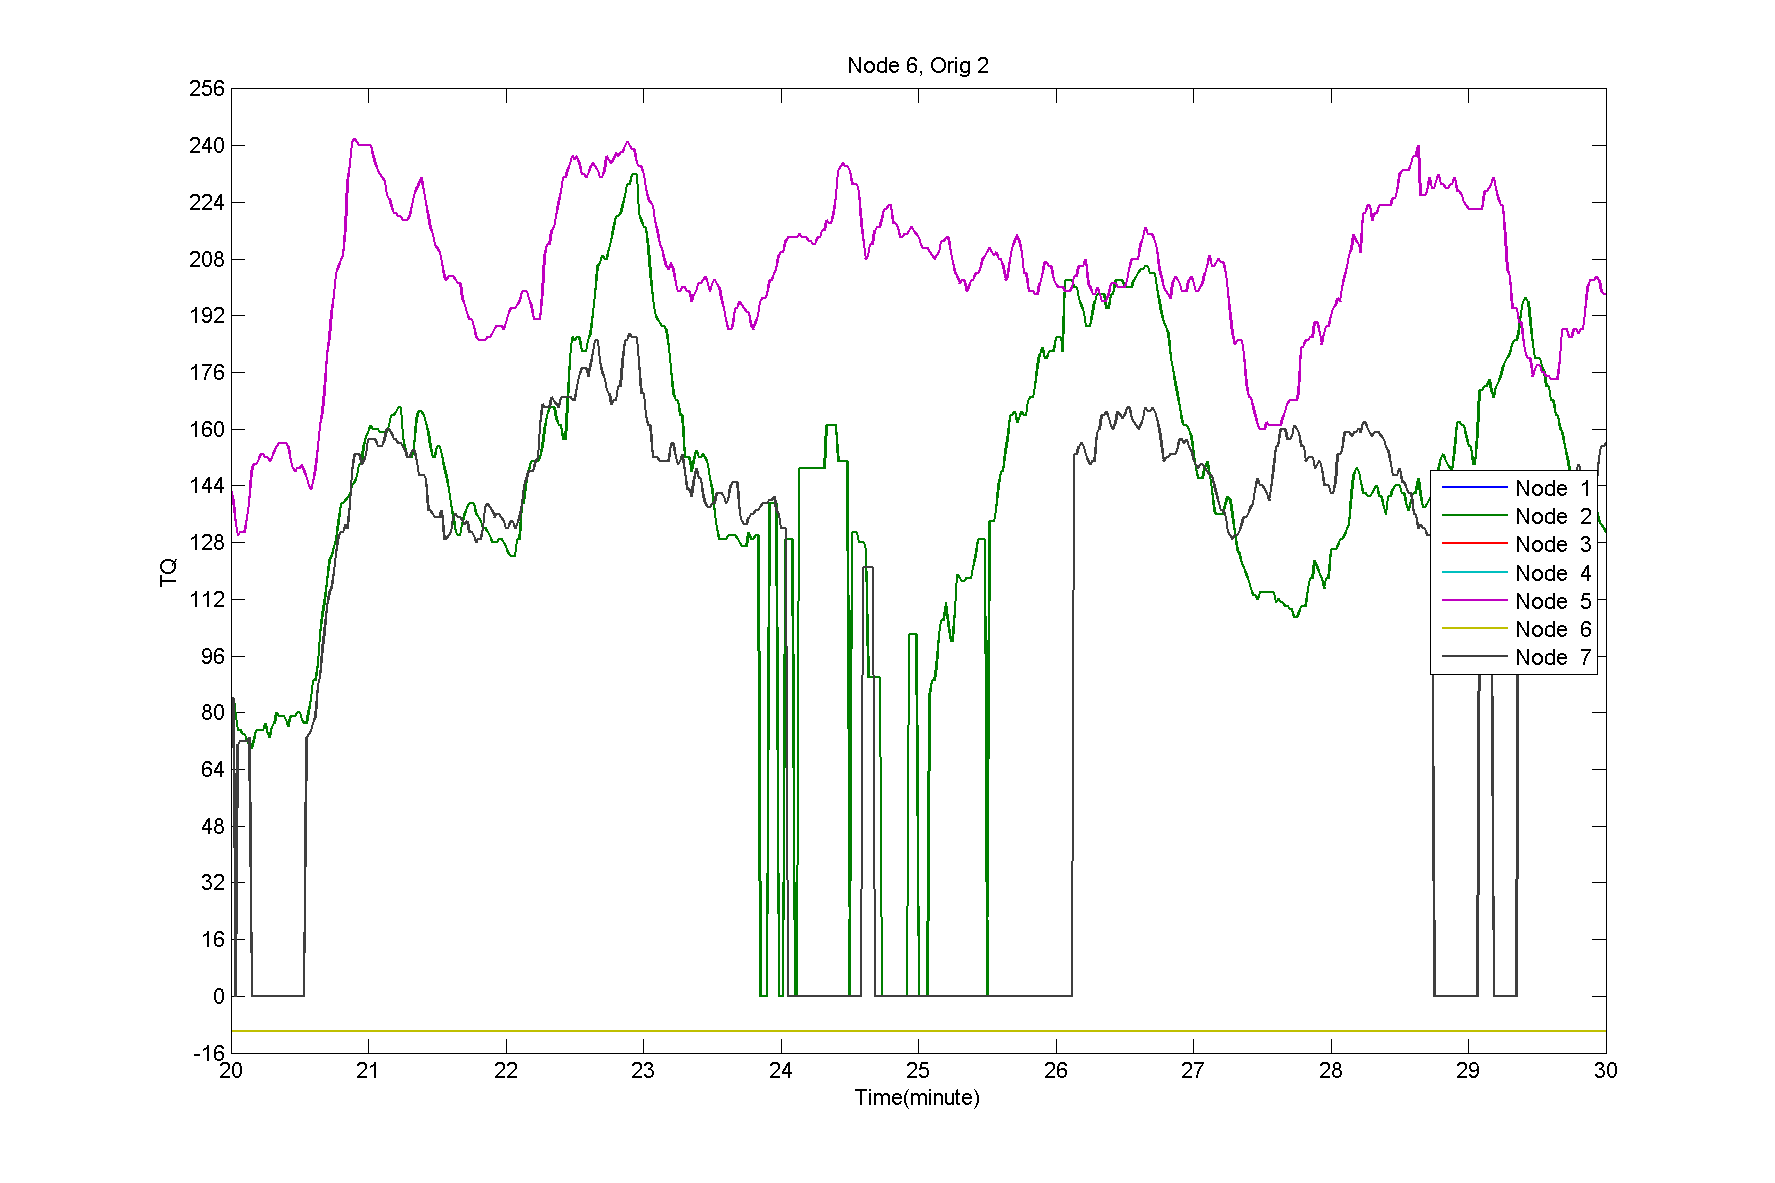 Node 6, Orig 2
256
240
224
208
192
176
160
144
128
112
96
80
64
48
32
16
0
-16
TQ
Node 1
Node 2
Node 3
Node 4
Node 5
Node 6
Node 7
20 21 22 23 24 25 26 27 28 29 30
Time(minute)